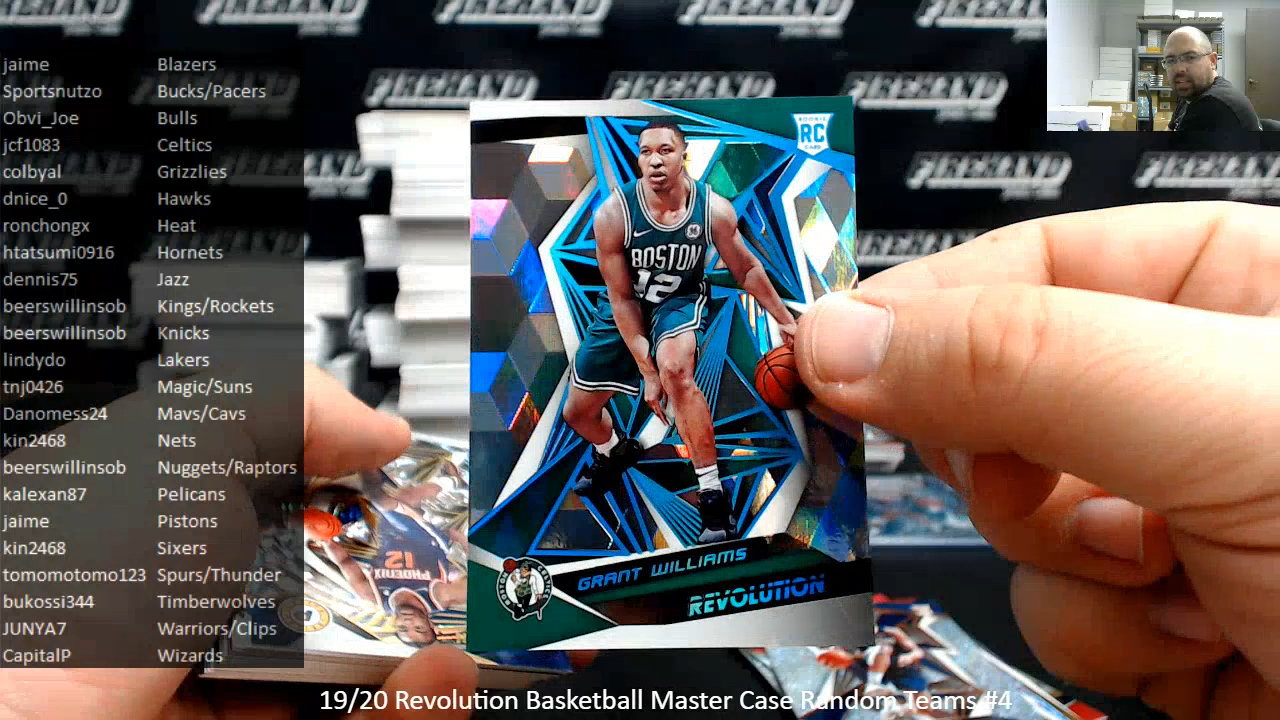 jaime Blazers
Sportsnutzo Bucks/Pacers
Obvi_Joe Bulls
jcf1083 Celtics
colbyal Grizzlies
dnice_0 Hawks
ronchongx Heat
htatsumi0916 Hornets
dennis75 Jazz
beerswillinsob Kings/Rockets
beerswillinsob Knicks
lindydo Lakers
tnj0426 Magic/Suns
Danomess24 Mavs/Cavs
kin2468 Nets
beerswillinsob Nuggets/Raptors
kalexan87 Pelicans
jaime Pistons
kin2468 Sixers
tomomotomo123 Spurs/Thunder
bukossi344 Timberwolves
JUNYA7 Warriors/Clips
CapitalP Wizards
FIREHAND
ROOKIE
RC
CARD
BOSTON
12
GRANT WILLIAMS
REVOLUTION
PHOENIX
12
19/20 Revolution Basketball Master Case Random Teams #4